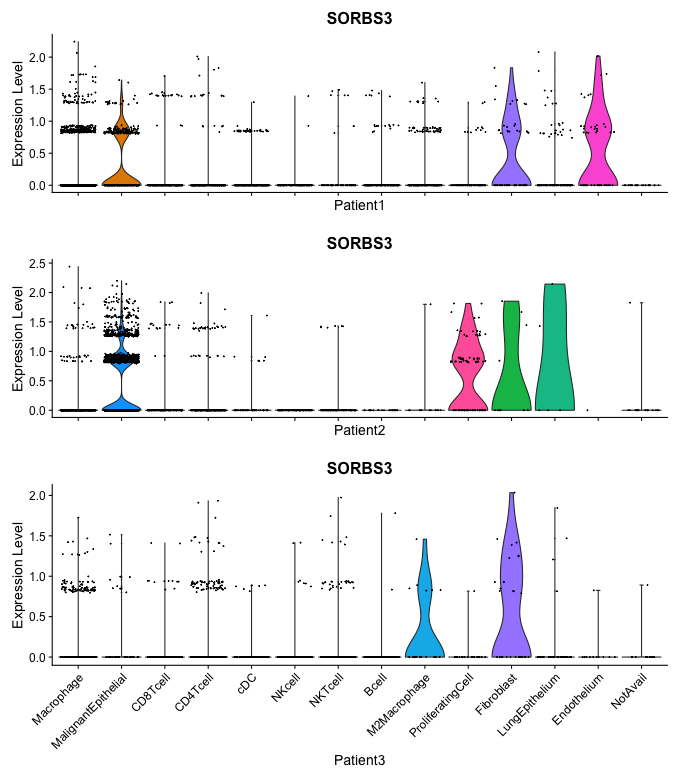 SORBS3
Expression Level
2.0
1.5
1.0
0.5
0.0
Patient1
SORBS3
Expression Level
2.5
2.0
1.5
1.0
0.5
0.0
Patient2
SORBS3
Expression Level
2.0
1.5
1.0
0.5
0.0
Macrophage
MalignantEpithelial
CD8Tcell
CD4Tcell
cDC
NKcell
NKTcell
Bcell
M2Macrophage
ProliferatingCell
Fibroblast
LungEpithelium
Endothelium
NotAvail
Patient3